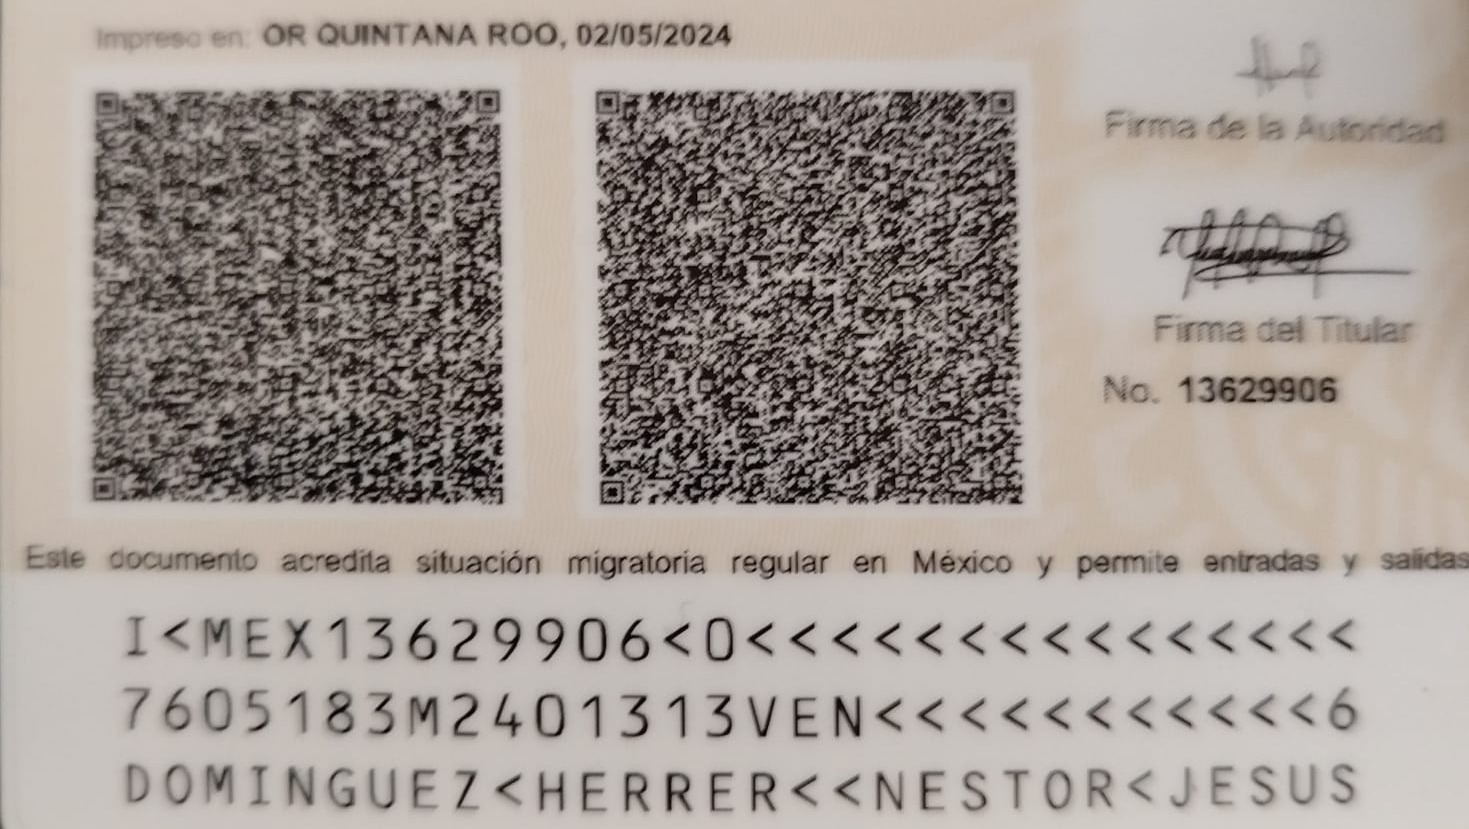 Impreso en: OR QUINTANA ROO, 02/05/2024
Firma de la Autoridad
Firma del Titular
No. 13629906
Este documento acredita situación migratoria regular en México y permite entradas y salidas
I<MEX13629906<0<<<<<<<<<<<<<<<
7605183M2401313VEN<<<<<<<<<<<6
DOMINGUEZ<HERRER<<NESTOR<JESUS